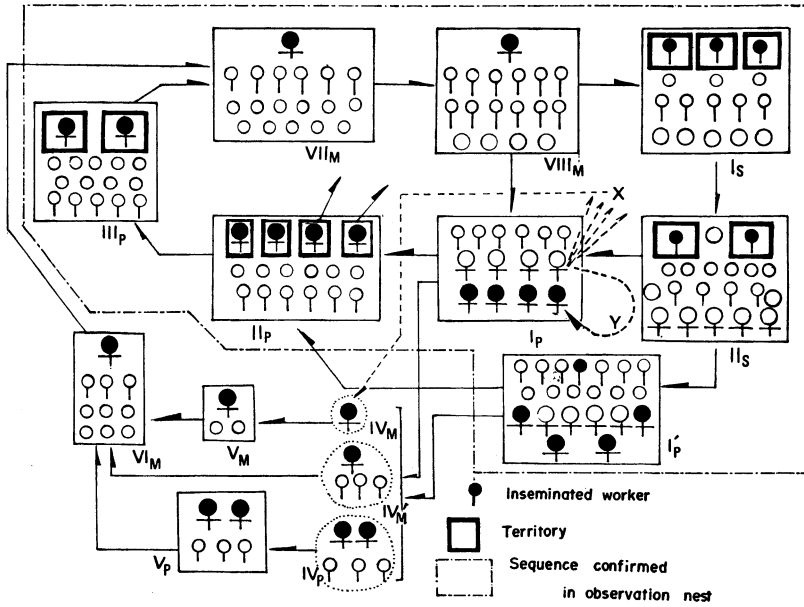 VII_M
VIII_M
I_S
III_P
X
II_P
I_P
Y
II_S
VI_M
V_M
IV_M
I'_P
IV'_M
V_P
IV_P
Inseminated worker
Territory
Sequence confirmed
in observation nest